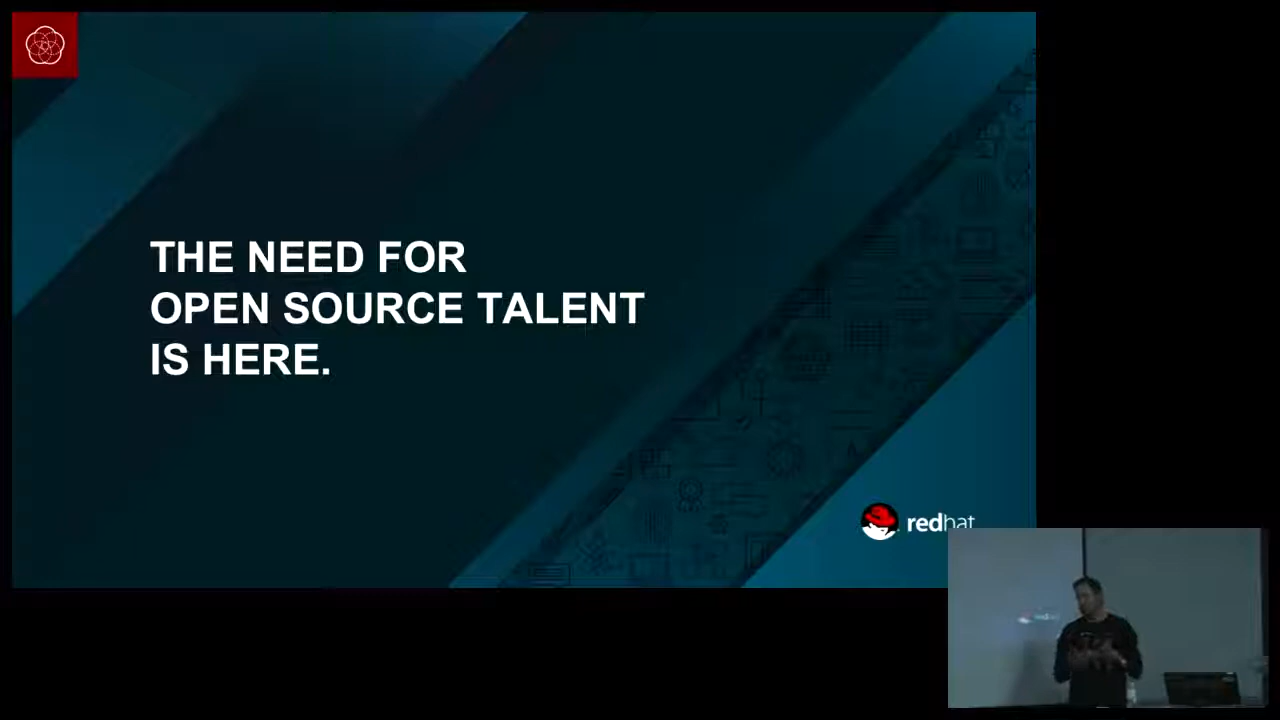 THE NEED FOR
OPEN SOURCE TALENT
IS HERE.
redhat